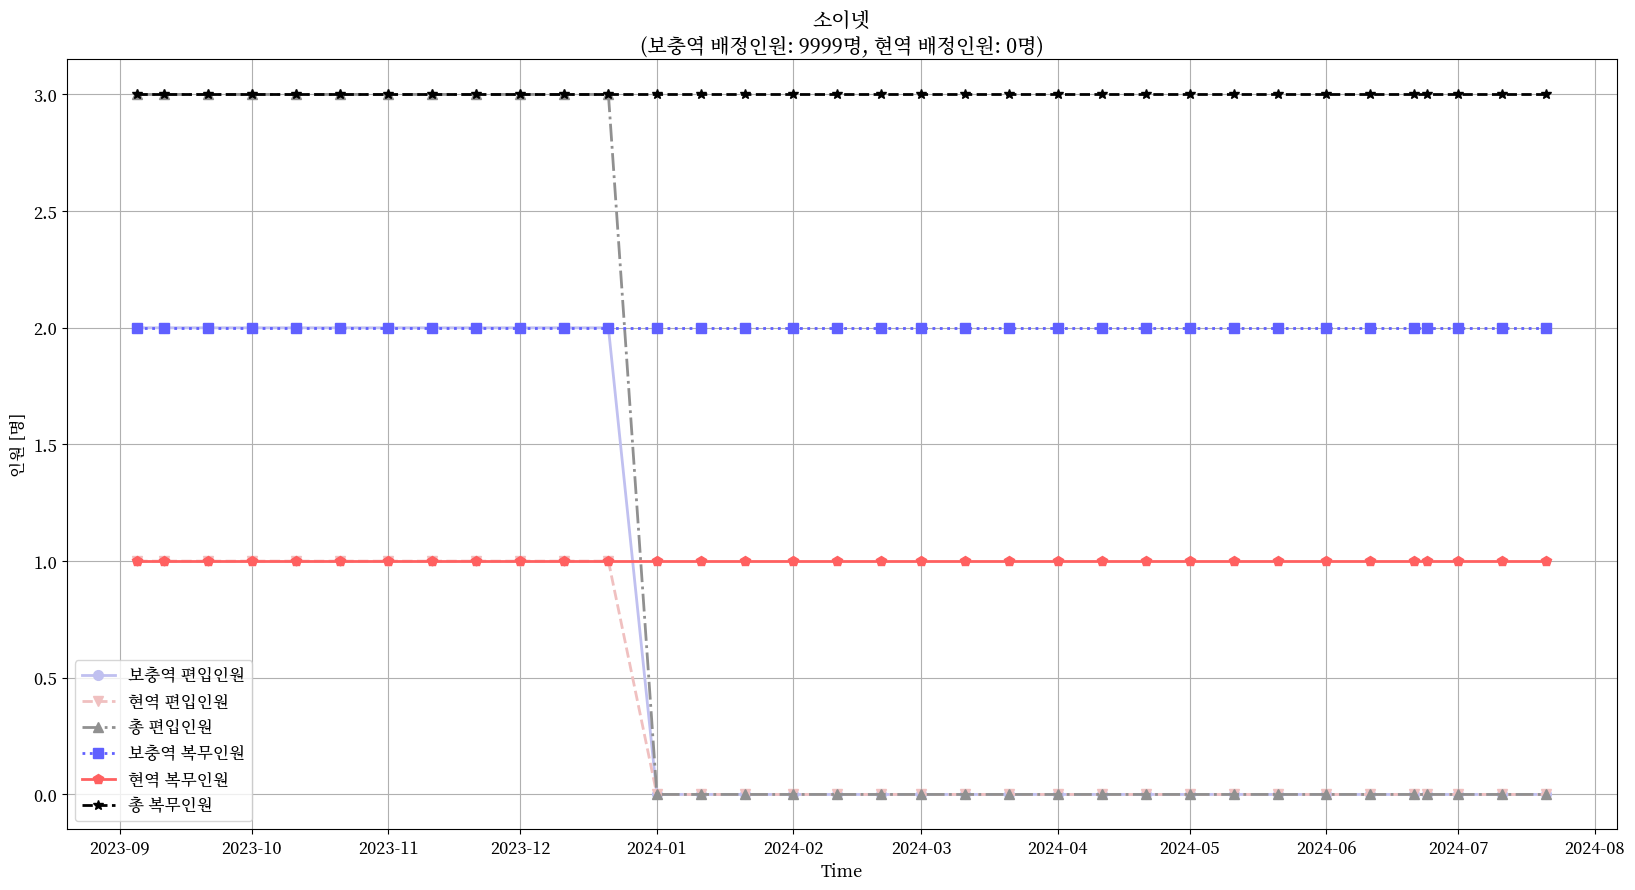 소이넷
(보충역 배정인원: 9999명, 현역 배정인원: 0명)
3.0
2.5
2.0
1.5
1.0
0.5
0.0
인원 [명]
보충역 편입인원
현역 편입인원
총 편입인원
보충역 복무인원
현역 복무인원
총 복무인원
2023-09 2023-10 2023-11 2023-12 2024-01 2024-02 2024-03 2024-04 2024-05 2024-06 2024-07 2024-08
Time